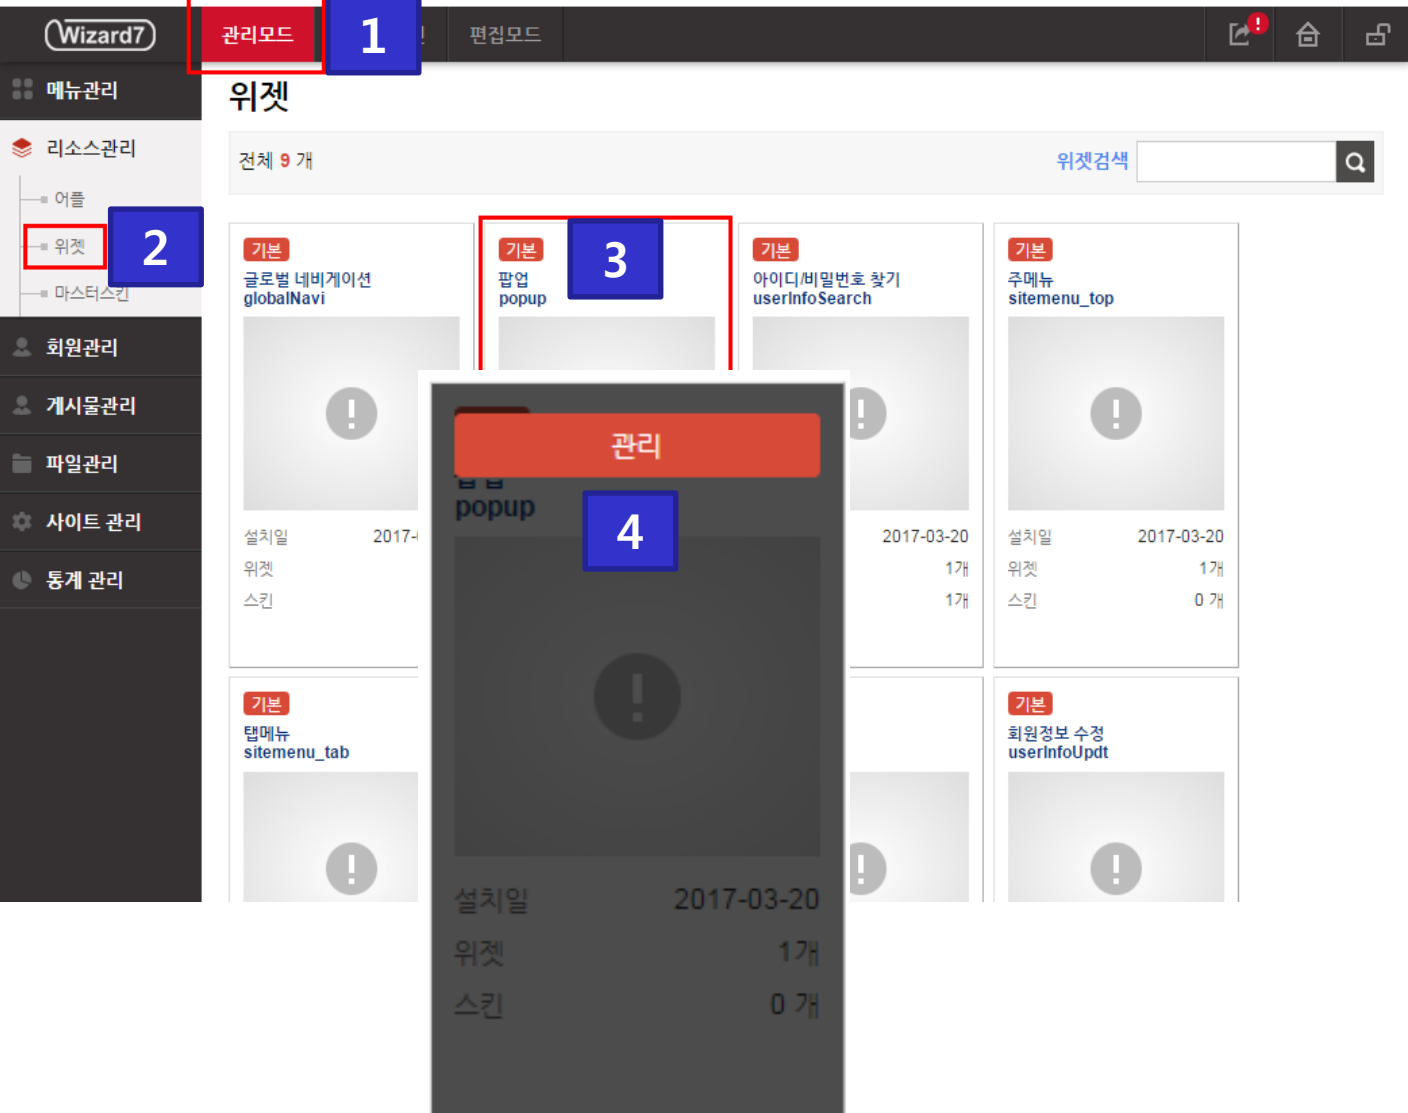 Wizard7
관리모드
1
편집모드
메뉴관리
리소스관리
어플
위젯
2
마스터스킨
회원관리
게시물관리
파일관리
사이트 관리
통계 관리
위젯
전체 9 개
위젯검색
기본
글로벌 네비게이션
globalNavi
설치일
위젯
스킨
기본
3
팝업
popup
기본
아이디/비밀번호 찾기
userInfoSearch
2017-03-20
1개
1개
기본
주메뉴
sitemenu_top
설치일 2017-03-20
위젯 1개
스킨 0 개
관리
popup
4
설치일 2017-03-20
위젯 1개
스킨 0 개
기본
탭메뉴
sitemenu_tab
기본
회원정보 수정
userInfoUpdt